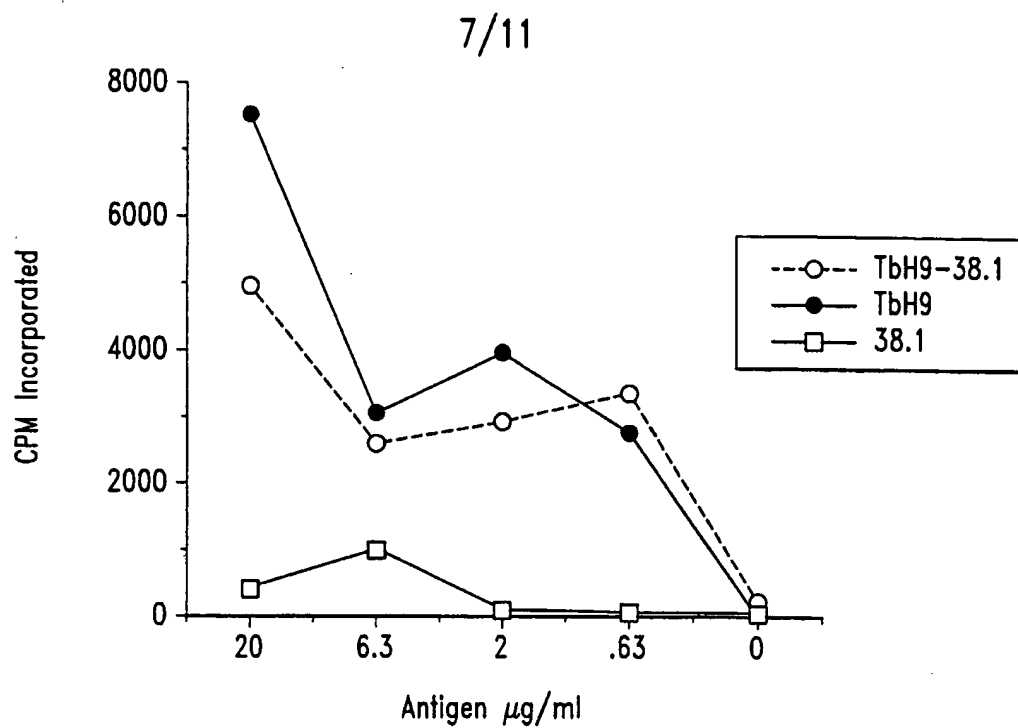 7/11
8000
6000
4000
2000
0
CPM Incorporated
20 6.3 2 .63 0
Antigen μg/ml
TbH9-38.1
TbH9
38.1